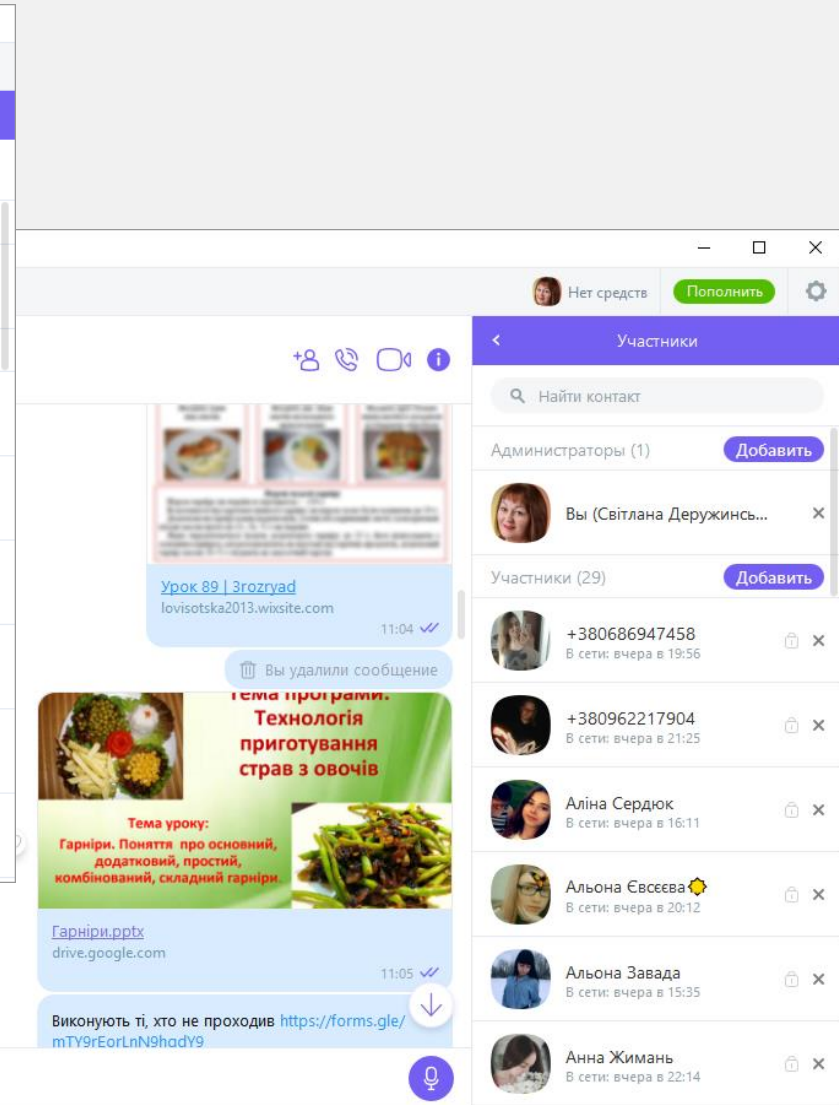 Нет средств
Пополнить
Участники
Найти контакт
Администраторы (1)
Добавить
Вы (Світлана Деружинсь...
Участники (29)
Добавить
+380686947458
В сети: вчера в 19:56
+380962217904
В сети: вчера в 21:25
Аліна Сердюк
В сети: вчера в 16:11
Альона Євсєєва
В сети: вчера в 20:12
Альона Завада
В сети: вчера в 15:35
Анна Жимань
В сети: вчера в 22:14
Урок 89 | 3rozryad
lovisotska2013.wixsite.com
11:04
Вы удалили сообщение
Тема програми:
Технологія
приготування
страв з овочів
Тема уроку:
Гарніри. Поняття про основний,
додатковий, простий,
комбінований, складний гарніри.
Гарніри.pptx
drive.google.com
11:05
Виконують ті, хто не проходив https://forms.gle/
mTY9rEorLnN9hqdY9